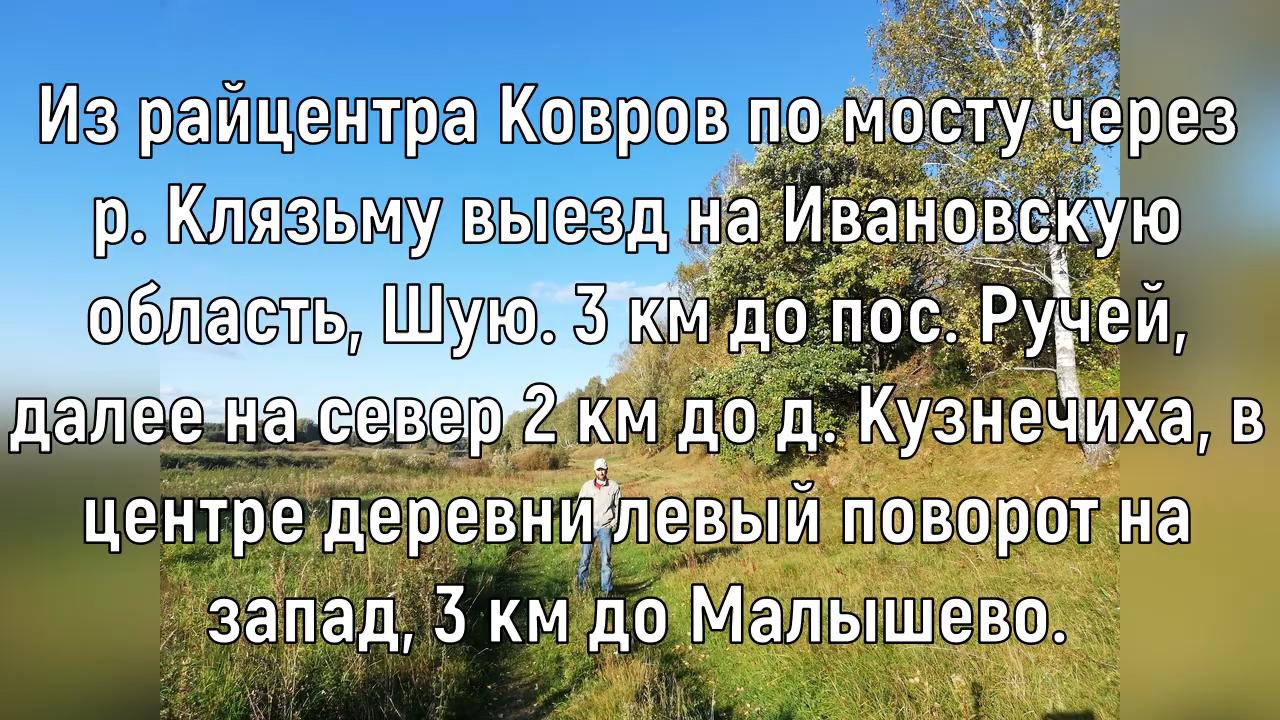 Из райцентра Ковров по мосту через
р. Клязьму выезд на Ивановскую
область, Шую. 3 км до пос. Ручей,
далее на север 2 км до д. Кузнечиха, в
центре деревни левый поворот на
запад, 3 км до Малышево.